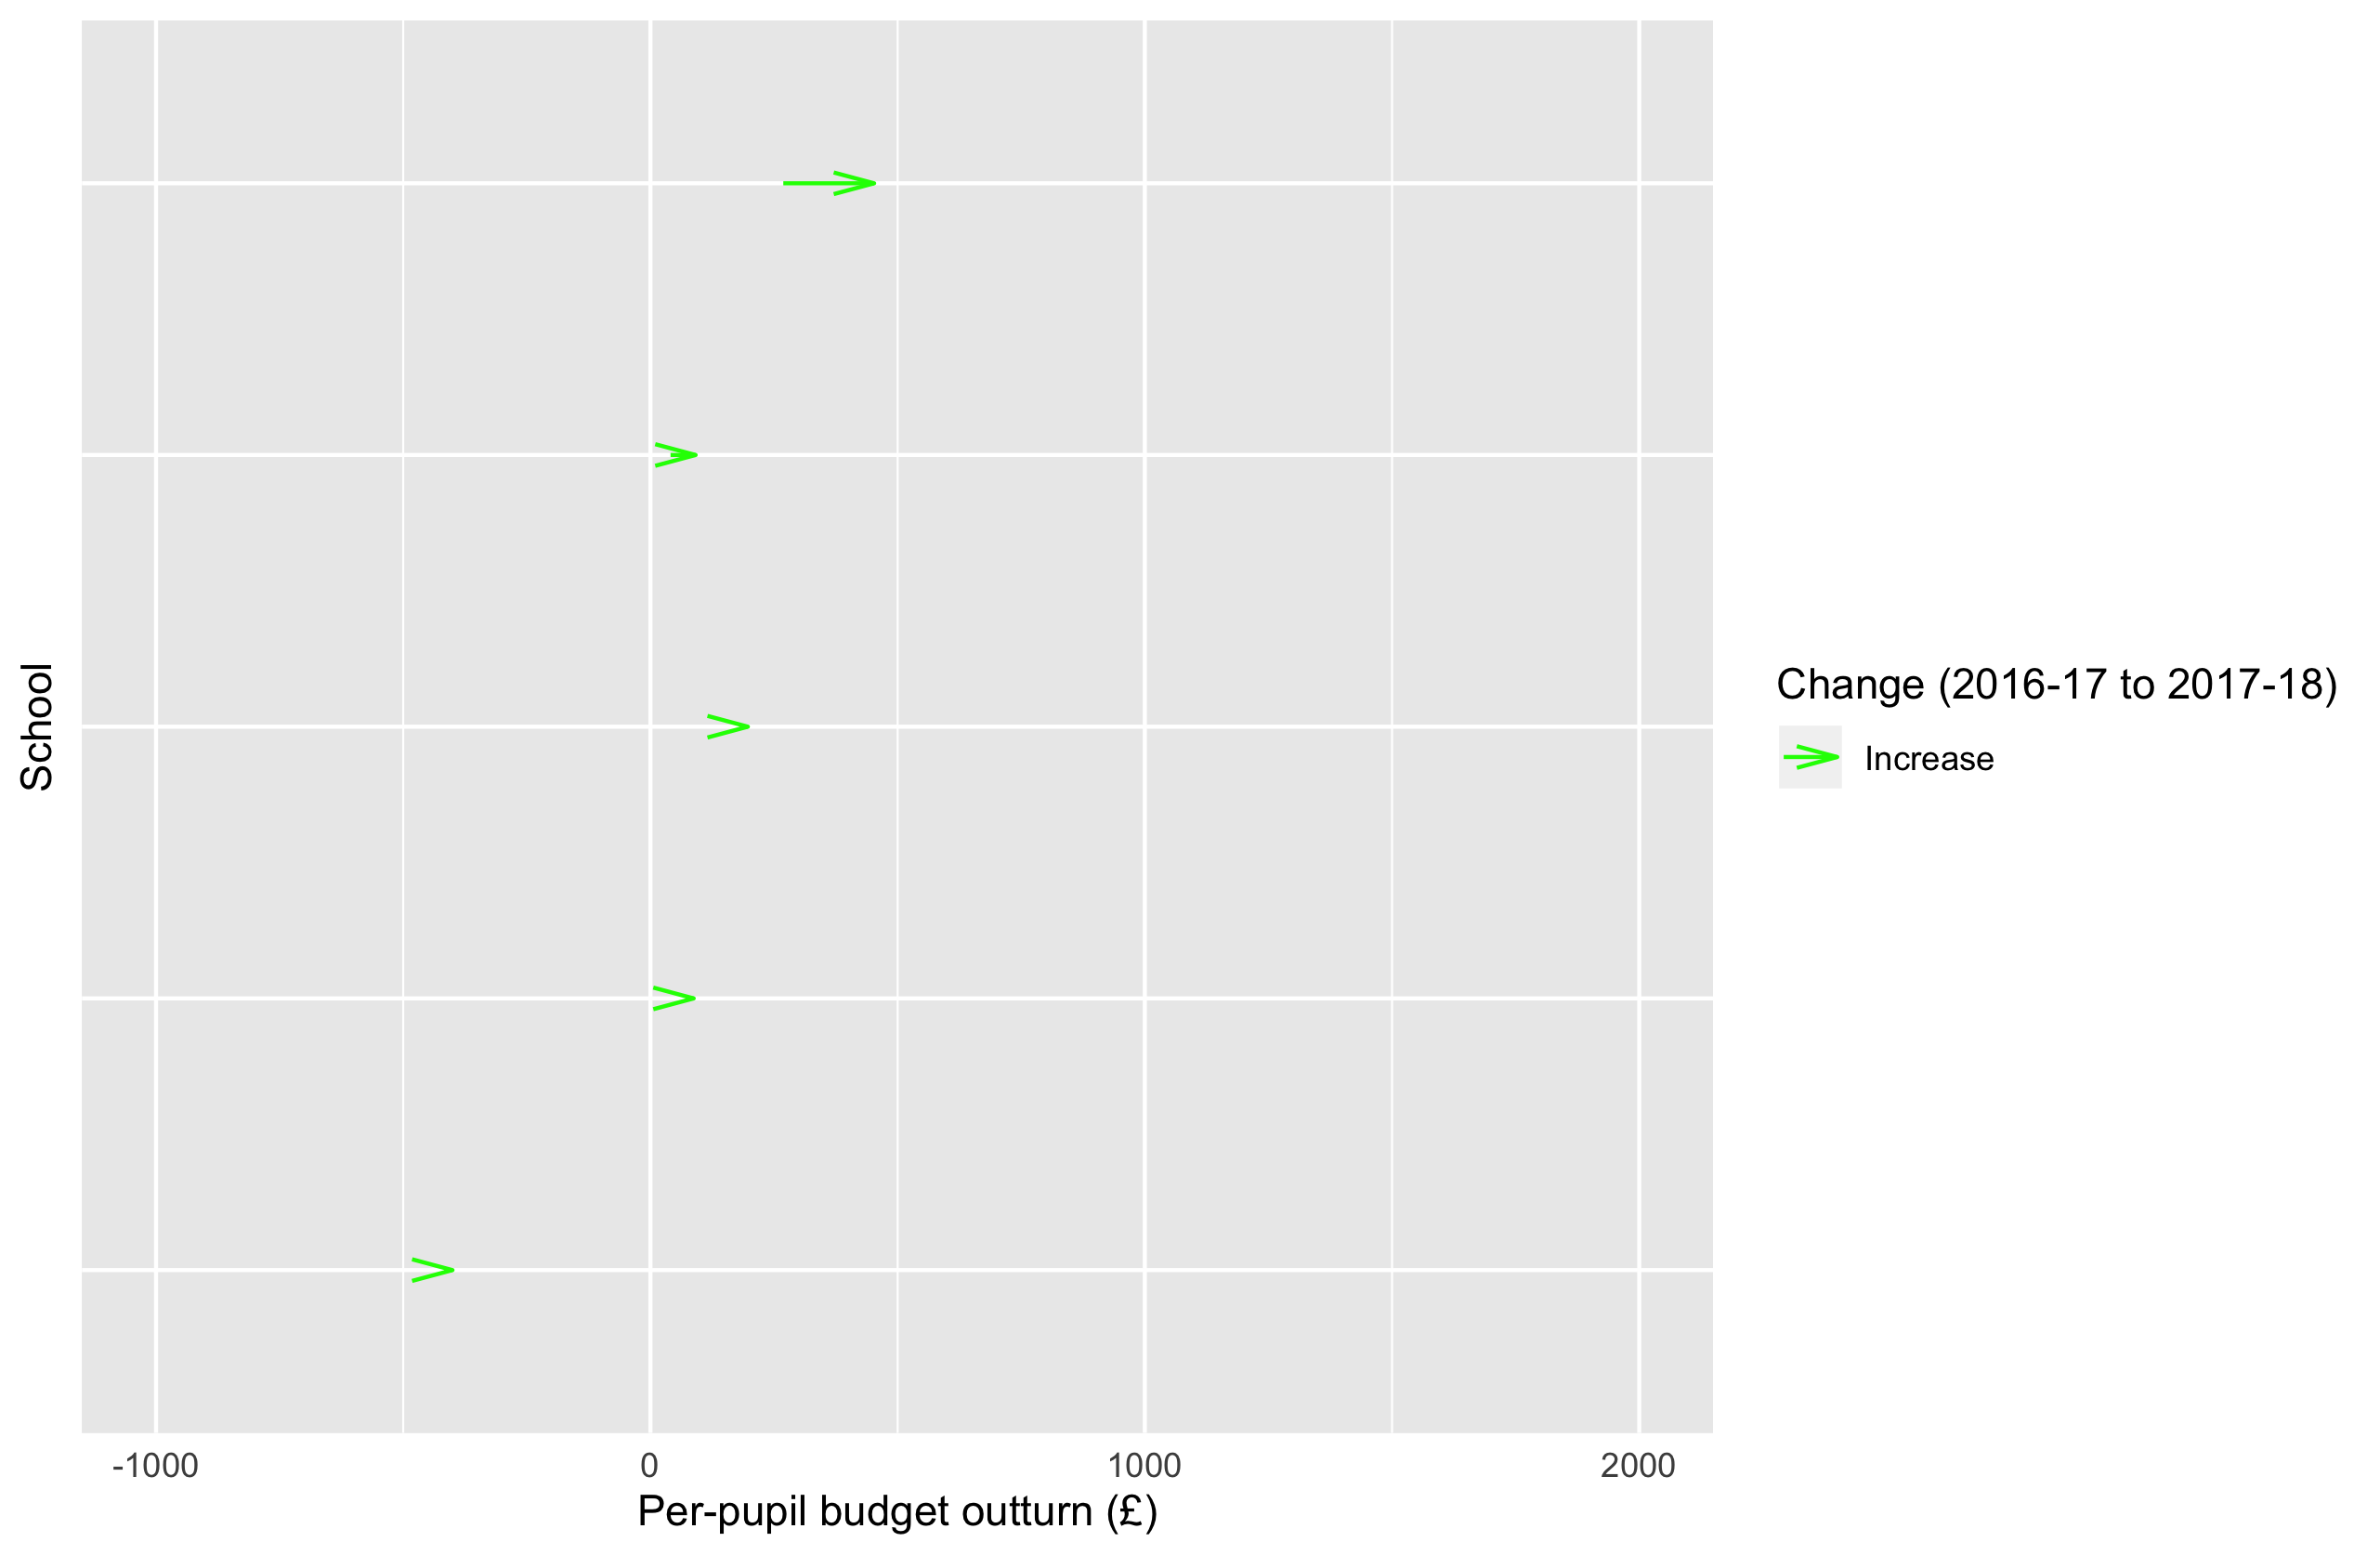 School
Change (2016-17 to 2017-18)
Increase
-1000
0
1000
2000
Per-pupil budget outturn (£)